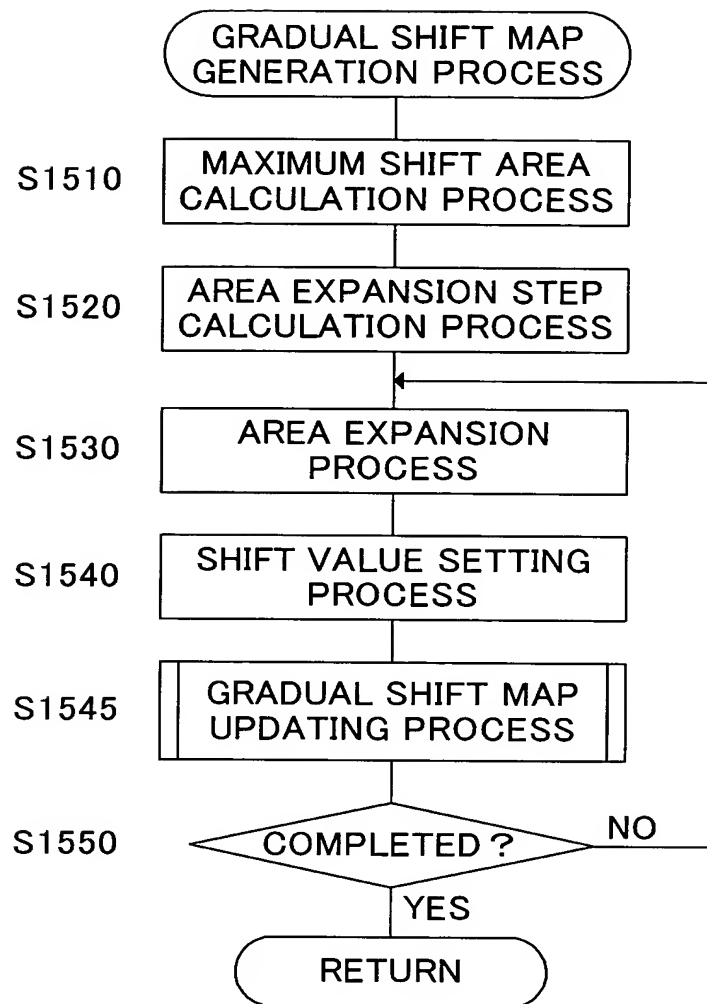 GRADUAL SHIFT MAP
GENERATION PROCESS
S1510
MAXIMUM SHIFT AREA
CALCULATION PROCESS
S1520
AREA EXPANSION STEP
CALCULATION PROCESS
S1530
AREA EXPANSION
PROCESS
S1540
SHIFT VALUE SETTING
PROCESS
S1545
GRADUAL SHIFT MAP
UPDATING PROCESS
S1550
COMPLETED ?
NO
YES
RETURN